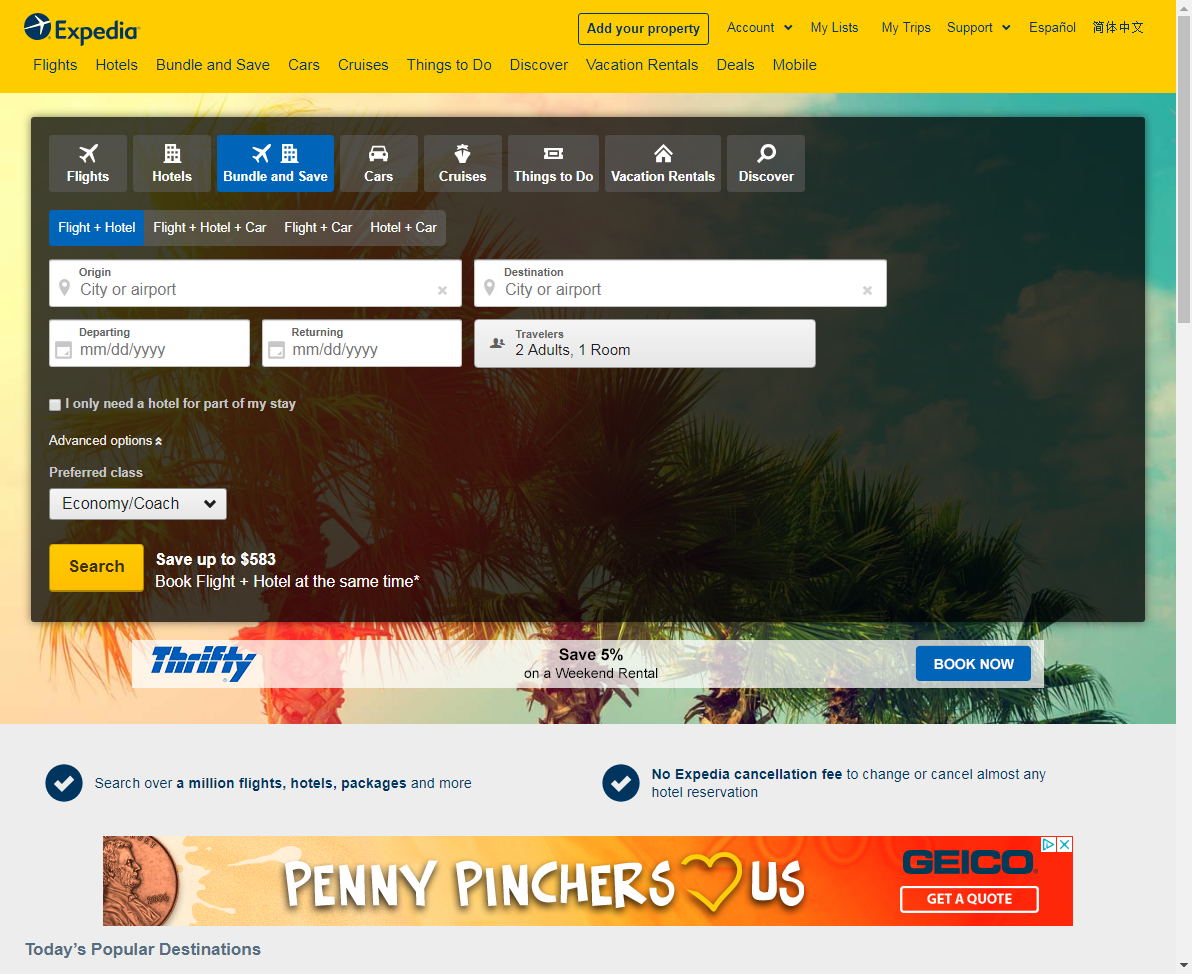 Expedia
Add your property
Account
My Lists
My Trips
Support
Español
简体中文
Flights
Hotels
Bundle and Save
Cars
Cruises
Things to Do
Discover
Vacation Rentals
Deals
Mobile
Flights
Hotels
Bundle and Save
Cars
Cruises
Things to Do
Vacation Rentals
Discover
Flight + Hotel
Flight + Hotel + Car
Flight + Car
Hotel + Car
Origin
City or airport
Destination
City or airport
Departing
mm/dd/yyyy
Returning
mm/dd/yyyy
Travelers
2 Adults, 1 Room
I only need a hotel for part of my stay
Advanced options
Preferred class
Economy/Coach
Search
Save up to $583
Book Flight + Hotel at the same time*
Thrifty
Save 5%
on a Weekend Rental
BOOK NOW
Search over a million flights, hotels, packages and more
No Expedia cancellation fee to change or cancel almost any
hotel reservation
PENNY PINCHERS US
GEICO
GET A QUOTE
Today's Popular Destinations